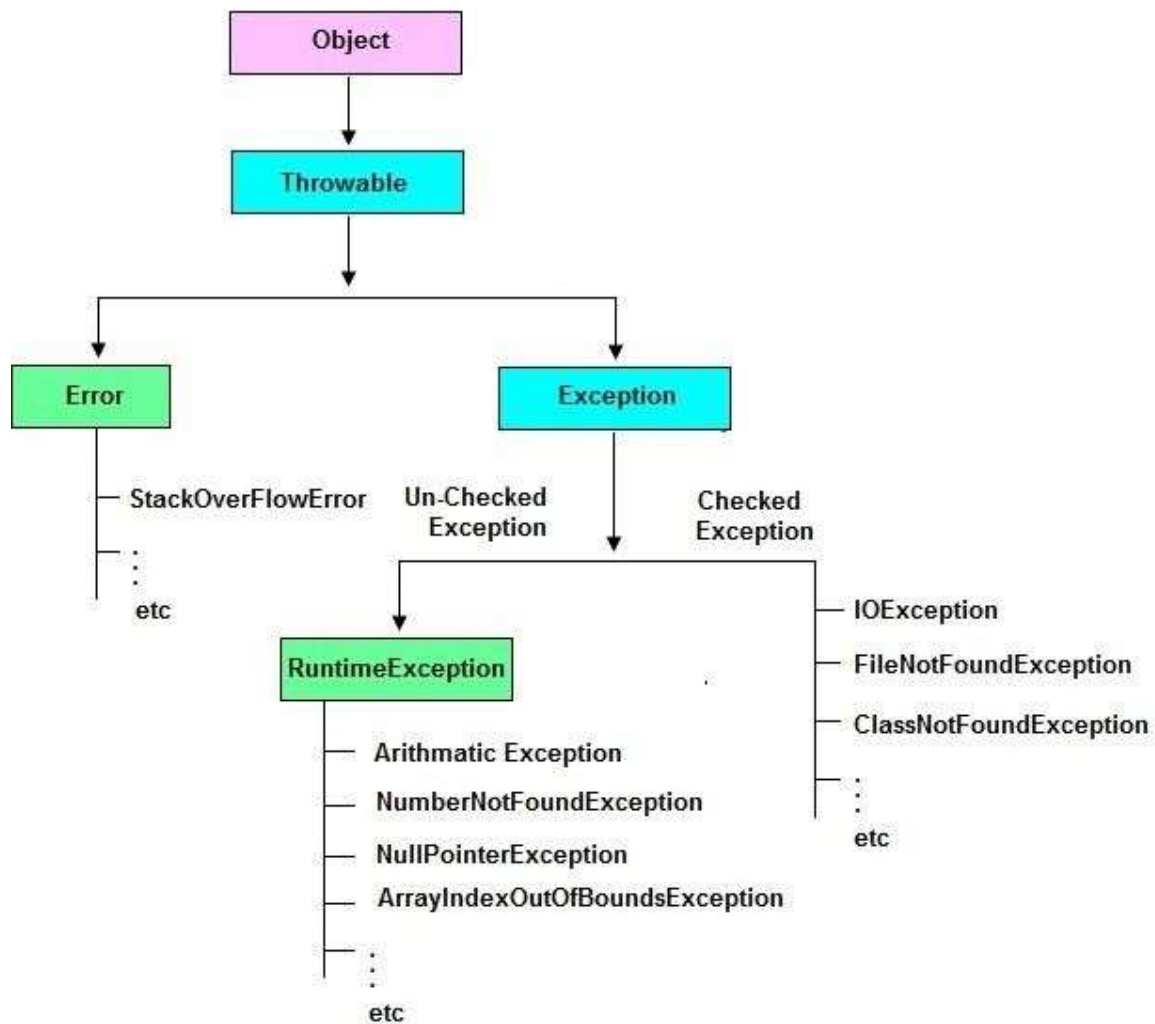 Object
Throwable
Error
Exception
StackOverFlowError
etc
Un-Checked
Exception
Checked
Exception
RuntimeException
Arithmatic Exception
NumberNotFoundException
NullPointerException
ArrayIndexOutOfBoundsException
etc
IOException
FileNotFoundException
ClassNotFoundException
etc